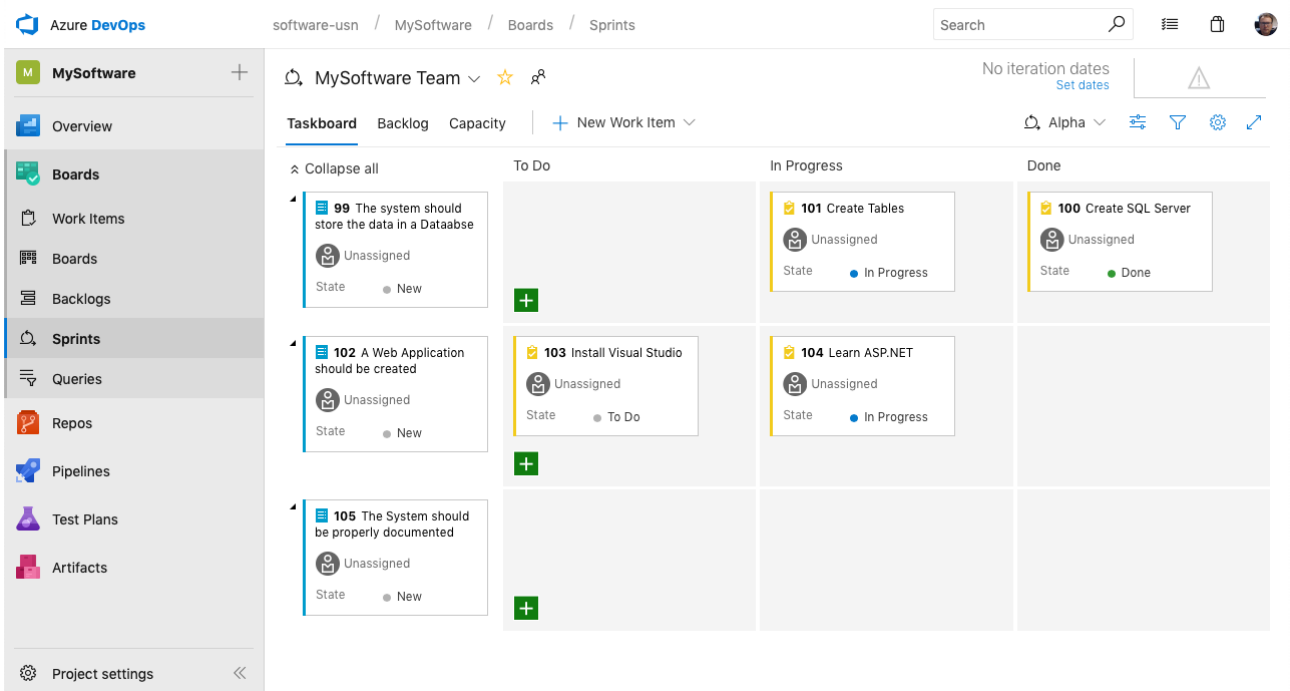 Azure DevOps
software-usn / MySoftware / Boards / Sprints
Search
M MySoftware
Overview
Boards
Work Items
Boards
Backlogs
Sprints
Queries
Repos
Pipelines
Test Plans
Artifacts
Project settings
MySoftware Team
No iteration dates
Set dates
Taskboard Backlog Capacity New Work Item
Alpha
Collapse all
To Do
In Progress
Done
99 The system should
store the data in a Dataabse
Unassigned
State New
101 Create Tables
Unassigned
State In Progress
100 Create SQL Server
Unassigned
State Done
102 A Web Application
should be created
Unassigned
State New
103 Install Visual Studio
Unassigned
State To Do
104 Learn ASP.NET
Unassigned
State In Progress
105 The System should
be properly documented
Unassigned
State New